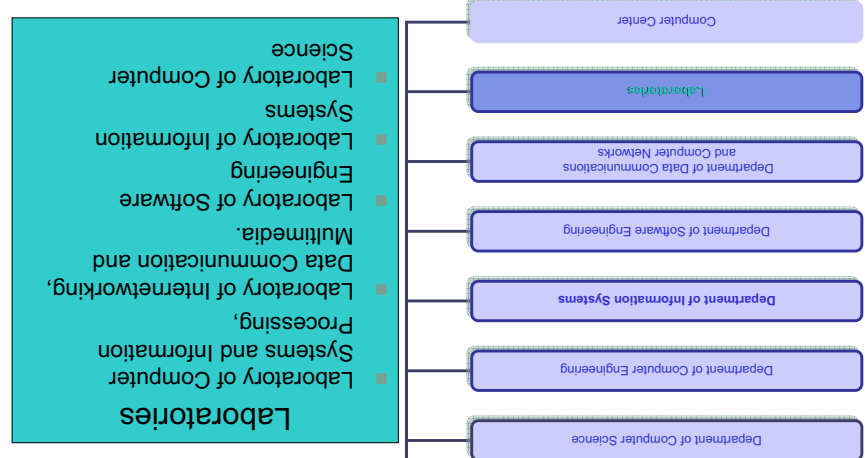 Department of Computer Science
Department of Computer Engineering
Department of Information Systems
Department of Software Engineering
Department of Data Communications
and Computer Networks
Laboratories
Computer Center
Laboratories
Laboratory of Computer
Systems and Information
Processing,
Laboratory of Internetworking,
Data Communication and
Multimedia.
Laboratory of Software
Engineering
Laboratory of Information
Systems
Laboratory of Computer
Science